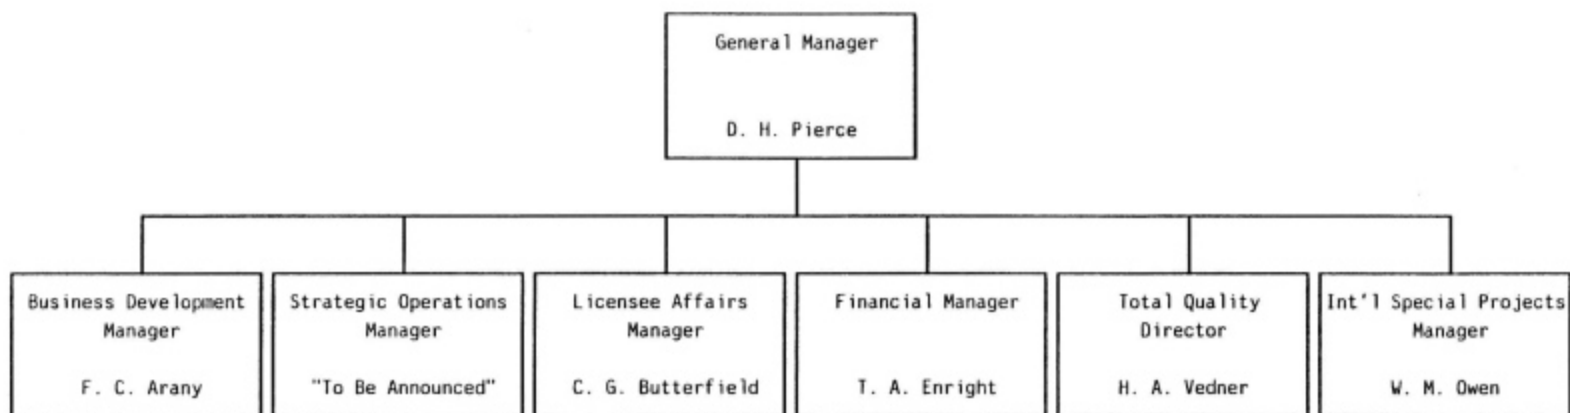 General Manager
D. H. Pierce
Business Development
Manager
F. C. Arany
Strategic Operations
Manager
"To Be Announced"
Licensee Affairs
Manager
C. G. Butterfield
Financial Manager
T. A. Enright
Total Quality
Director
H. A. Vedner
Int'l Special Projects
Manager
W. M. Owen